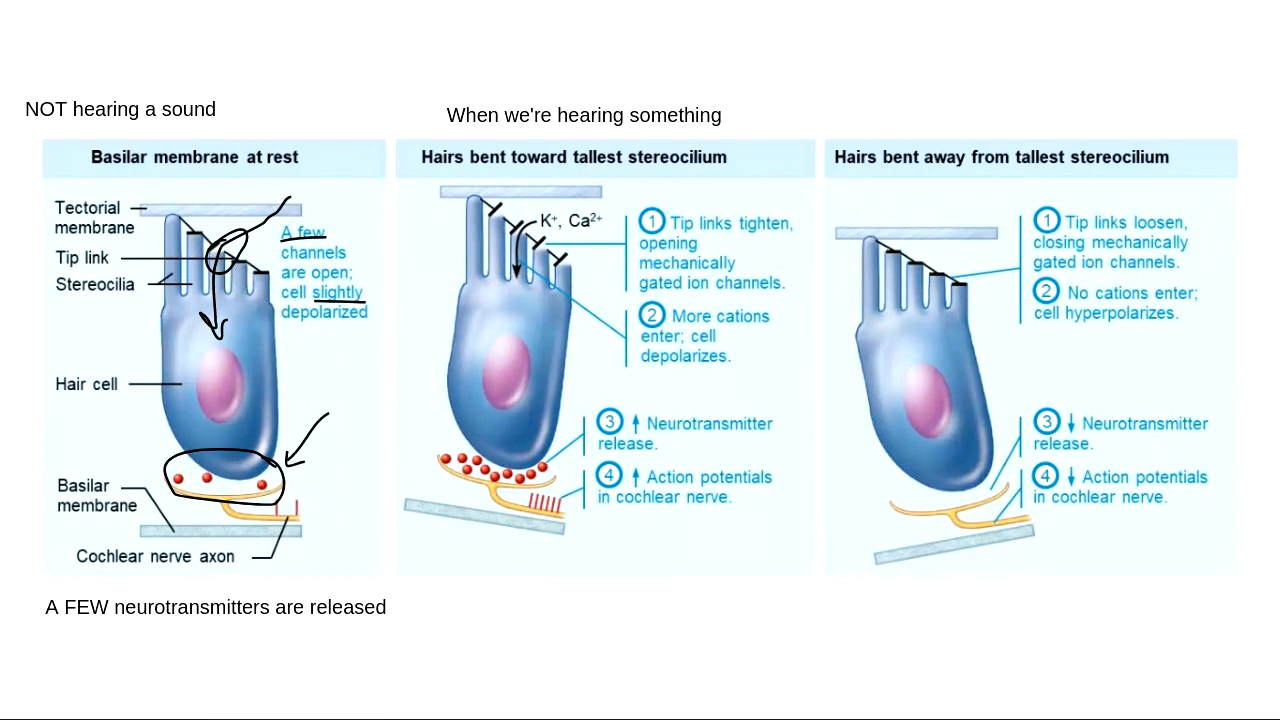 NOT hearing a sound
When we're hearing something
Basilar membrane at rest
Tectorial
membrane
Tip link
Stereocilia
A few
channels
are open;
cell slightly
depolarized
Hair cell
Basilar
membrane
Cochlear nerve axon
Hairs bent toward tallest stereocilium
K⁺, Ca²⁺
1 Tip links tighten,
opening
mechanically
gated ion channels.
2 More cations
enter; cell
depolarizes.
3 ↑ Neurotransmitter
release.
4 ↑ Action potentials
in cochlear nerve.
Hairs bent away from tallest stereocilium
1 Tip links loosen,
closing mechanically
gated ion channels.
2 No cations enter;
cell hyperpolarizes.
3 ↓ Neurotransmitter
release.
4 ↓ Action potentials
in cochlear nerve.
A FEW neurotransmitters are released